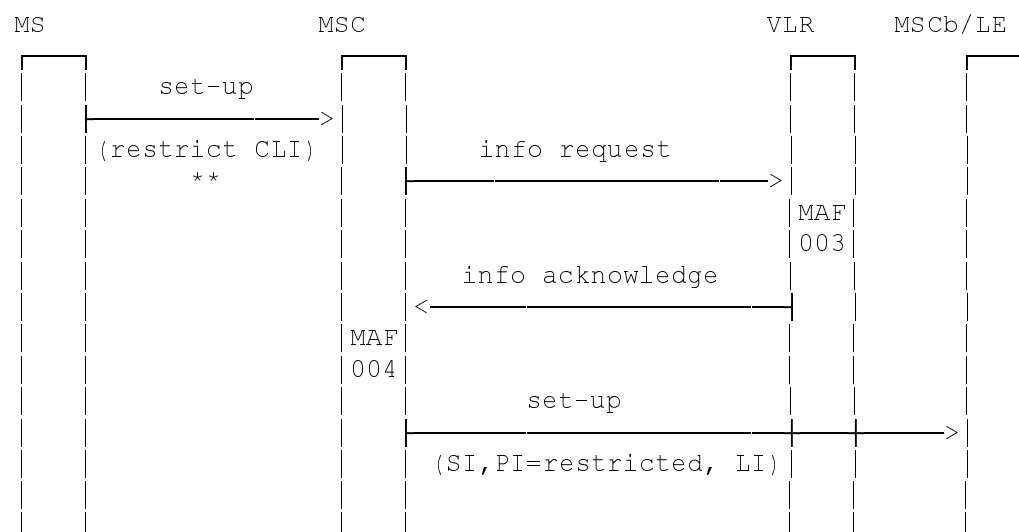 MS MSC VLR MSCb/LE
set-up
(restrict CLI) info request
**
MAF
003
info acknowledge
MAF
004
set-up
(SI,PI=restricted, LI)